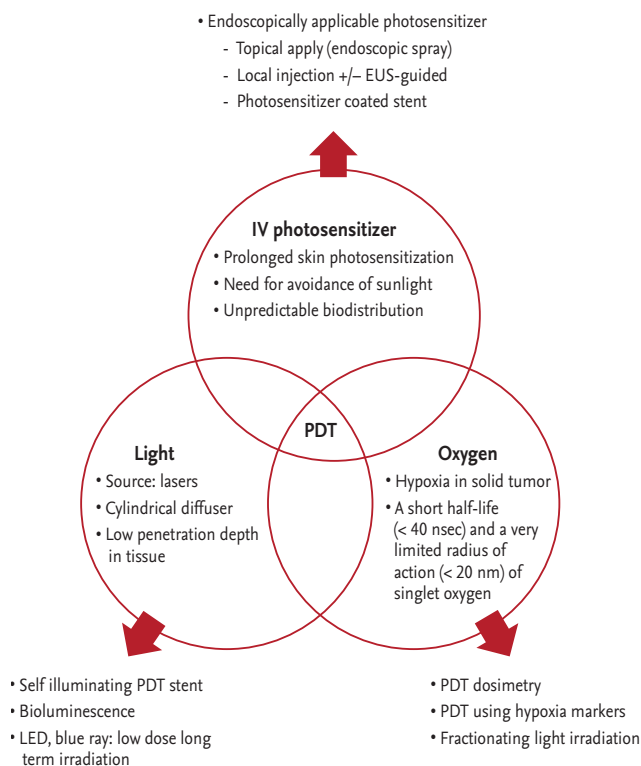 • Endoscopically applicable photosensitizer
- Topical apply (endoscopic spray)
- Local injection +/– EUS-guided
- Photosensitizer coated stent
IV photosensitizer
• Prolonged skin photosensitization
• Need for avoidance of sunlight
• Unpredictable biodistribution
PDT
Light
• Source: lasers
• Cylindrical diffuser
• Low penetration depth
in tissue
Oxygen
• Hypoxia in solid tumor
• A short half-life
(< 40 nsec) and a very
limited radius of
action (< 20 nm) of
singlet oxygen
• Self illuminating PDT stent
• Bioluminescence
• LED, blue ray: low dose long
term irradiation
• PDT dosimetry
• PDT using hypoxia markers
• Fractionating light irradiation